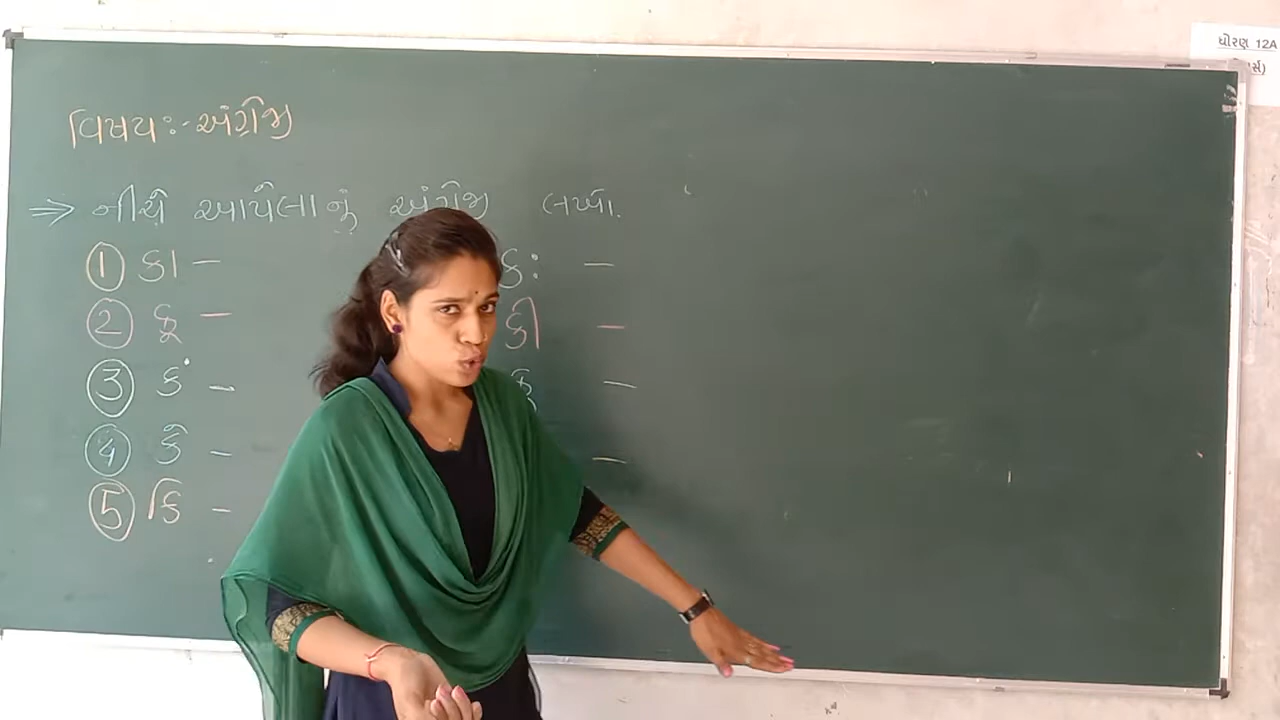 ધોરણ 12A
વિષય:- અંગ્રેજી
⇒ નીચે આપેલાનું અંગ્રેજી લખો.
① કા – કઃ –
② કૂ – કી –
③ કં – કુ –
④ કે – –
⑤ કિ –